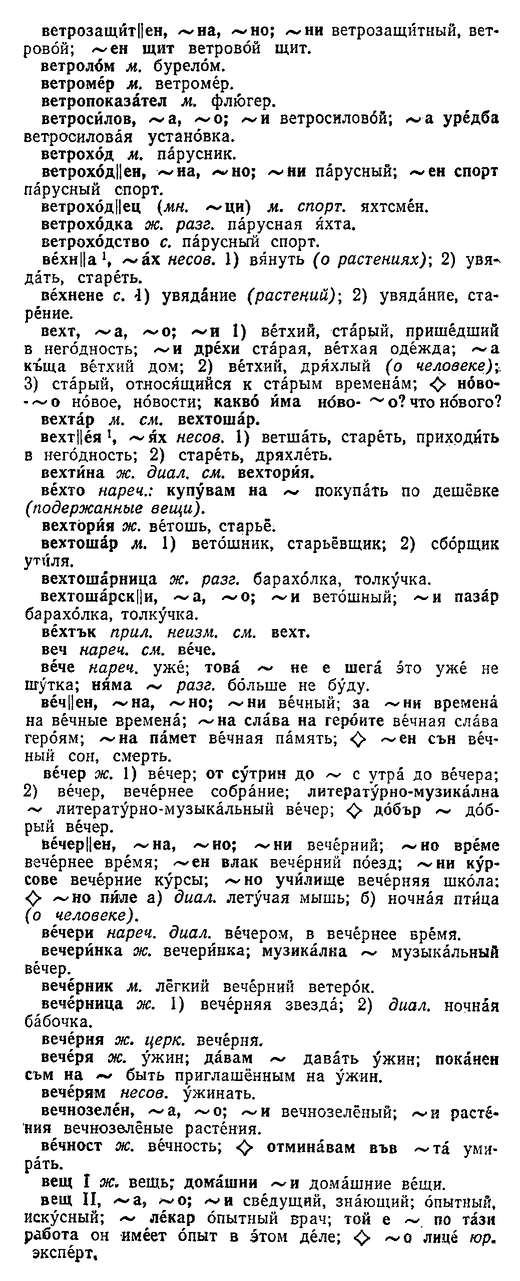 ветрозащи́т||ен, ~на, ~но; ~ни ветрозащи́тный, вет-
рово́й; ~ен щит ветрово́й щит.
ветроло́м м. бурело́м.
ветроме́р м. ветроме́р.
ветропоказа́тел м. флю́гер.
ветроси́лов, ~а, ~о; ~и ветросилово́й; ~а уре́дба
ветросилова́я устано́вка.
ветрохо́д м. па́русник.
ветрохо́д||ен, ~на, ~но; ~ни па́русный; ~ен спорт
па́русный спорт.
ветрохо́д||ец (мн. ~ци) м. спорт. яхтсме́н.
ветрохо́дка ж. разг. па́русная я́хта.
ветрохо́дство с. па́русный спорт.
ве́хн||а ¹, ~ах несов. 1) вя́нуть (о растениях); 2) увя-
да́ть, старе́ть.
ве́хнене с. 1) увяда́ние (растений); 2) увяда́ние, ста-
ре́ние.
вехт, ~а, ~о; ~и 1) ве́тхий, ста́рый, прише́дший
в него́дность; ~и дре́хи ста́рая, ве́тхая оде́жда; ~а
къ́ща ве́тхий дом; 2) ве́тхий, дря́хлый (о человеке);
3) ста́рый, относя́щийся к ста́рым времена́м; ◇ но́во-
-~о но́вое, но́вости; какво́ и́ма но́во- ~о? что но́вого?
вехта́р м. см. вехтоша́р.
вехт||е́я ¹, ~я́х несов. 1) ветша́ть, старе́ть, приходи́ть
в него́дность; 2) старе́ть, дряхле́ть.
вехти́на ж. диал. см. вехтори́я.
ве́хто нареч.: купу́вам на ~ покупа́ть по дешёвке
(подержанные вещи).
вехтори́я ж. ве́тошь, старьё.
вехтоша́р м. 1) вето́шник, старьёвщик; 2) сбо́рщик
ути́ля.
вехтоша́рница ж. разг. барахо́лка, толку́чка.
вехтоша́рск||и, ~а, ~о; ~и вето́шный; ~и паза́р
барахо́лка, толку́чка.
ве́хтък прил. неизм. см. вехт.
веч нареч. см. ве́че.
ве́че нареч. уже́; това́ ~ не е шега́ э́то уже́ не
шу́тка; ня́ма ~ разг. бо́льше не бу́ду.
ве́ч||ен, ~на, ~но; ~ни ве́чный; за ~ни времена́
на ве́чные времена́; ~на сла́ва на геро́ите ве́чная сла́ва
геро́ям; ~на па́мет ве́чная па́мять; ◇ ~ен сън ве́ч-
ный сон, смерть.
ве́чер ж. 1) ве́чер; от су́трин до ~ с утра́ до ве́чера;
2) ве́чер, вече́рнее собра́ние; литерату́рно-музика́лна
~ литерату́рно-музыка́льный ве́чер; ◇ до́бър ~ до́б-
рый ве́чер.
ве́чер||ен, ~на, ~но; ~ни вече́рний; ~но вре́ме
вече́рнее вре́мя; ~ен влак вече́рний по́езд; ~ни ку́р-
сове вече́рние ку́рсы; ~но учи́лище вече́рняя шко́ла;
◇ ~но пи́ле а) диал. лету́чая мышь; б) ночна́я пти́ца
(о человеке).
ве́чери нареч. диал. ве́чером, в вече́рнее вре́мя.
вечери́нка ж. вечери́нка; музика́лна ~ музыка́льный
ве́чер.
вече́рник м. лёгкий вече́рний ветеро́к.
вече́рница ж. 1) вече́рняя звезда́; 2) диал. ночна́я
ба́бочка.
вече́рня ж. церк. вече́рня.
вече́ря ж. у́жин; да́вам ~ дава́ть у́жин; пока́нен
съм на ~ быть приглашённым на у́жин.
вече́рям несов. у́жинать.
вечнозеле́н, ~а, ~о; ~и вечнозелёный; ~и расте́-
ния вечнозелёные расте́ния.
ве́чност ж. ве́чность; ◇ отмина́вам във ~та́ уми-
ра́ть.
вещ I ж. вещь; дома́шни ~и дома́шние ве́щи.
вещ II, ~а, ~о; ~и све́дущий, зна́ющий; о́пытный,
иску́сный; ~ ле́кар о́пытный врач; той е ~ по та́зи
ра́бота он име́ет о́пыт в э́том де́ле; ◇ ~о лице́ юр.
экспе́рт.